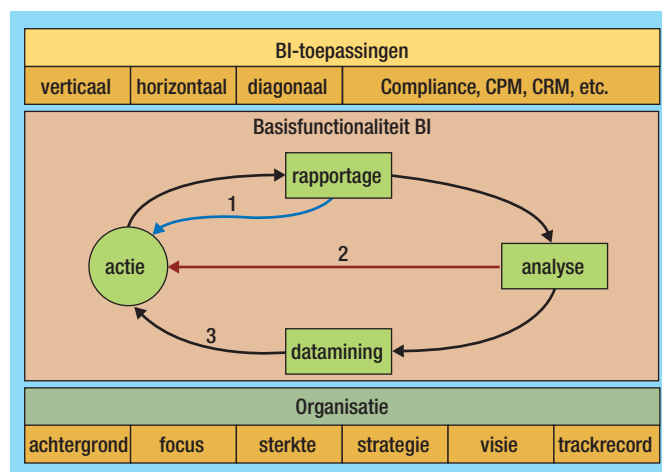 BI-toepassingen
verticaal horizontaal diagonaal Compliance, CPM, CRM, etc.
Basisfunctionaliteit BI
rapportage
1
actie
2
analyse
3
datamining
Organisatie
achtergrond focus sterkte strategie visie trackrecord